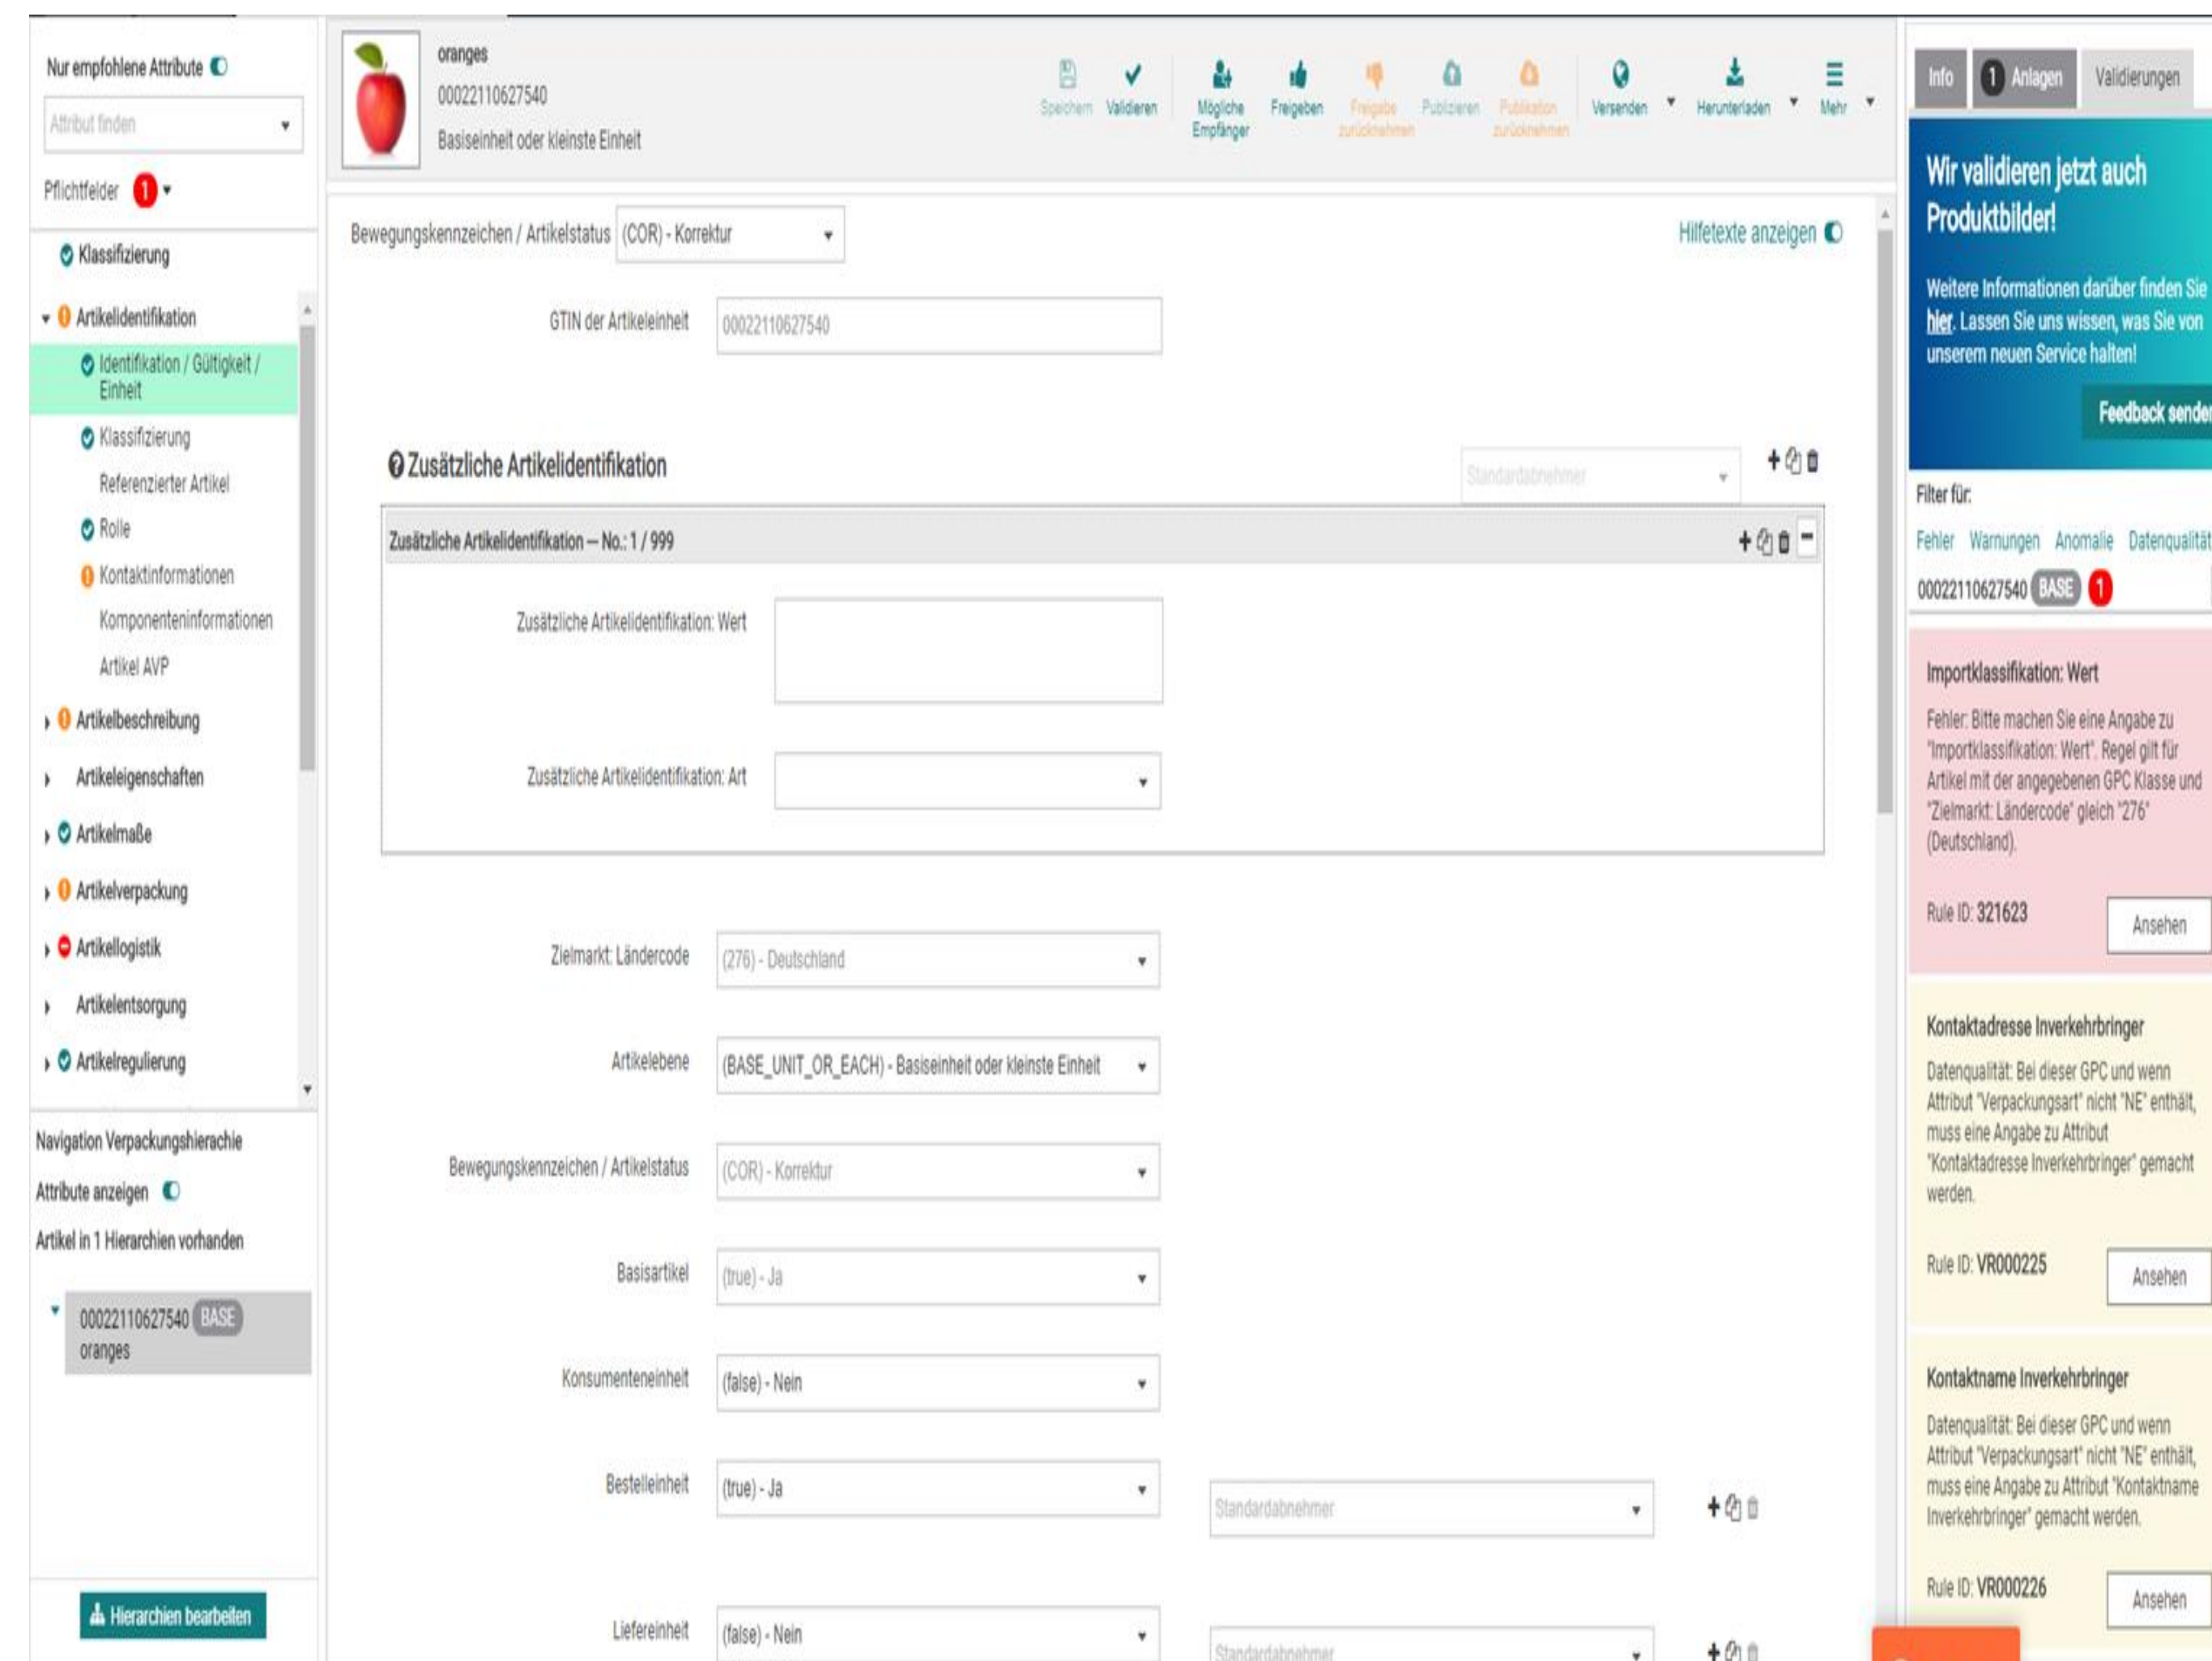 Nur empfohlene Attribute
Attribut finden
Pflichtfelder 1
Klassifizierung
Artikelidentifikation
Identifikation / Gültigkeit /
Einheit
Klassifizierung
Referenzierter Artikel
Rolle
Kontaktinformationen
Komponenteninformationen
Artikel AVP
Artikelbeschreibung
Artikeleigenschaften
Artikelmaße
Artikelverpackung
Artikellogistik
Artikelentsorgung
Artikelregulierung
Navigation Verpackungshierachie
Attribute anzeigen
Artikel in 1 Hierarchien vorhanden
00022110627540 BASE
oranges
Hierarchien bearbeiten
oranges
00022110627540
Basiseinheit oder kleinste Einheit
Speichern
Validieren
Mögliche
Empfänger
Freigeben
Freigabe
zurücknehmen
Publizieren
Publikation
zurücknehmen
Versenden
Herunterladen
Mehr
Bewegungskennzeichen / Artikelstatus (COR) - Korrektur
Hilfetexte anzeigen
GTIN der Artikeleinheit 00022110627540
Zusätzliche Artikelidentifikation
Standardabnehmer
Zusätzliche Artikelidentifikation — No.: 1 / 999
Zusätzliche Artikelidentifikation: Wert
Zusätzliche Artikelidentifikation: Art
Zielmarkt: Ländercode (276) - Deutschland
Artikelebene (BASE_UNIT_OR_EACH) - Basiseinheit oder kleinste Einheit
Bewegungskennzeichen / Artikelstatus (COR) - Korrektur
Basisartikel (true) - Ja
Konsumenteneinheit (false) - Nein
Bestelleinheit (true) - Ja
Standardabnehmer
Liefereinheit (false) - Nein
Standardabnehmer
Info
1 Anlagen
Validierungen
Wir validieren jetzt auch
Produktbilder!
Weitere Informationen darüber finden Sie
hier. Lassen Sie uns wissen, was Sie von
unserem neuen Service halten!
Feedback sender
Filter für:
Fehler Warnungen Anomalie Datenqualität
00022110627540 BASE 1
Importklassifikation: Wert
Fehler: Bitte machen Sie eine Angabe zu
"Importklassifikation: Wert". Regel gilt für
Artikel mit der angegebenen GPC Klasse und
"Zielmarkt: Ländercode" gleich "276"
(Deutschland).
Rule ID: 321623
Ansehen
Kontaktadresse Inverkehrbringer
Datenqualität: Bei dieser GPC und wenn
Attribut "Verpackungsart" nicht "NE" enthält,
muss eine Angabe zu Attribut
"Kontaktadresse Inverkehrbringer" gemacht
werden.
Rule ID: VR000225
Ansehen
Kontaktname Inverkehrbringer
Datenqualität: Bei dieser GPC und wenn
Attribut "Verpackungsart" nicht "NE" enthält,
muss eine Angabe zu Attribut "Kontaktname
Inverkehrbringer" gemacht werden.
Rule ID: VR000226
Ansehen